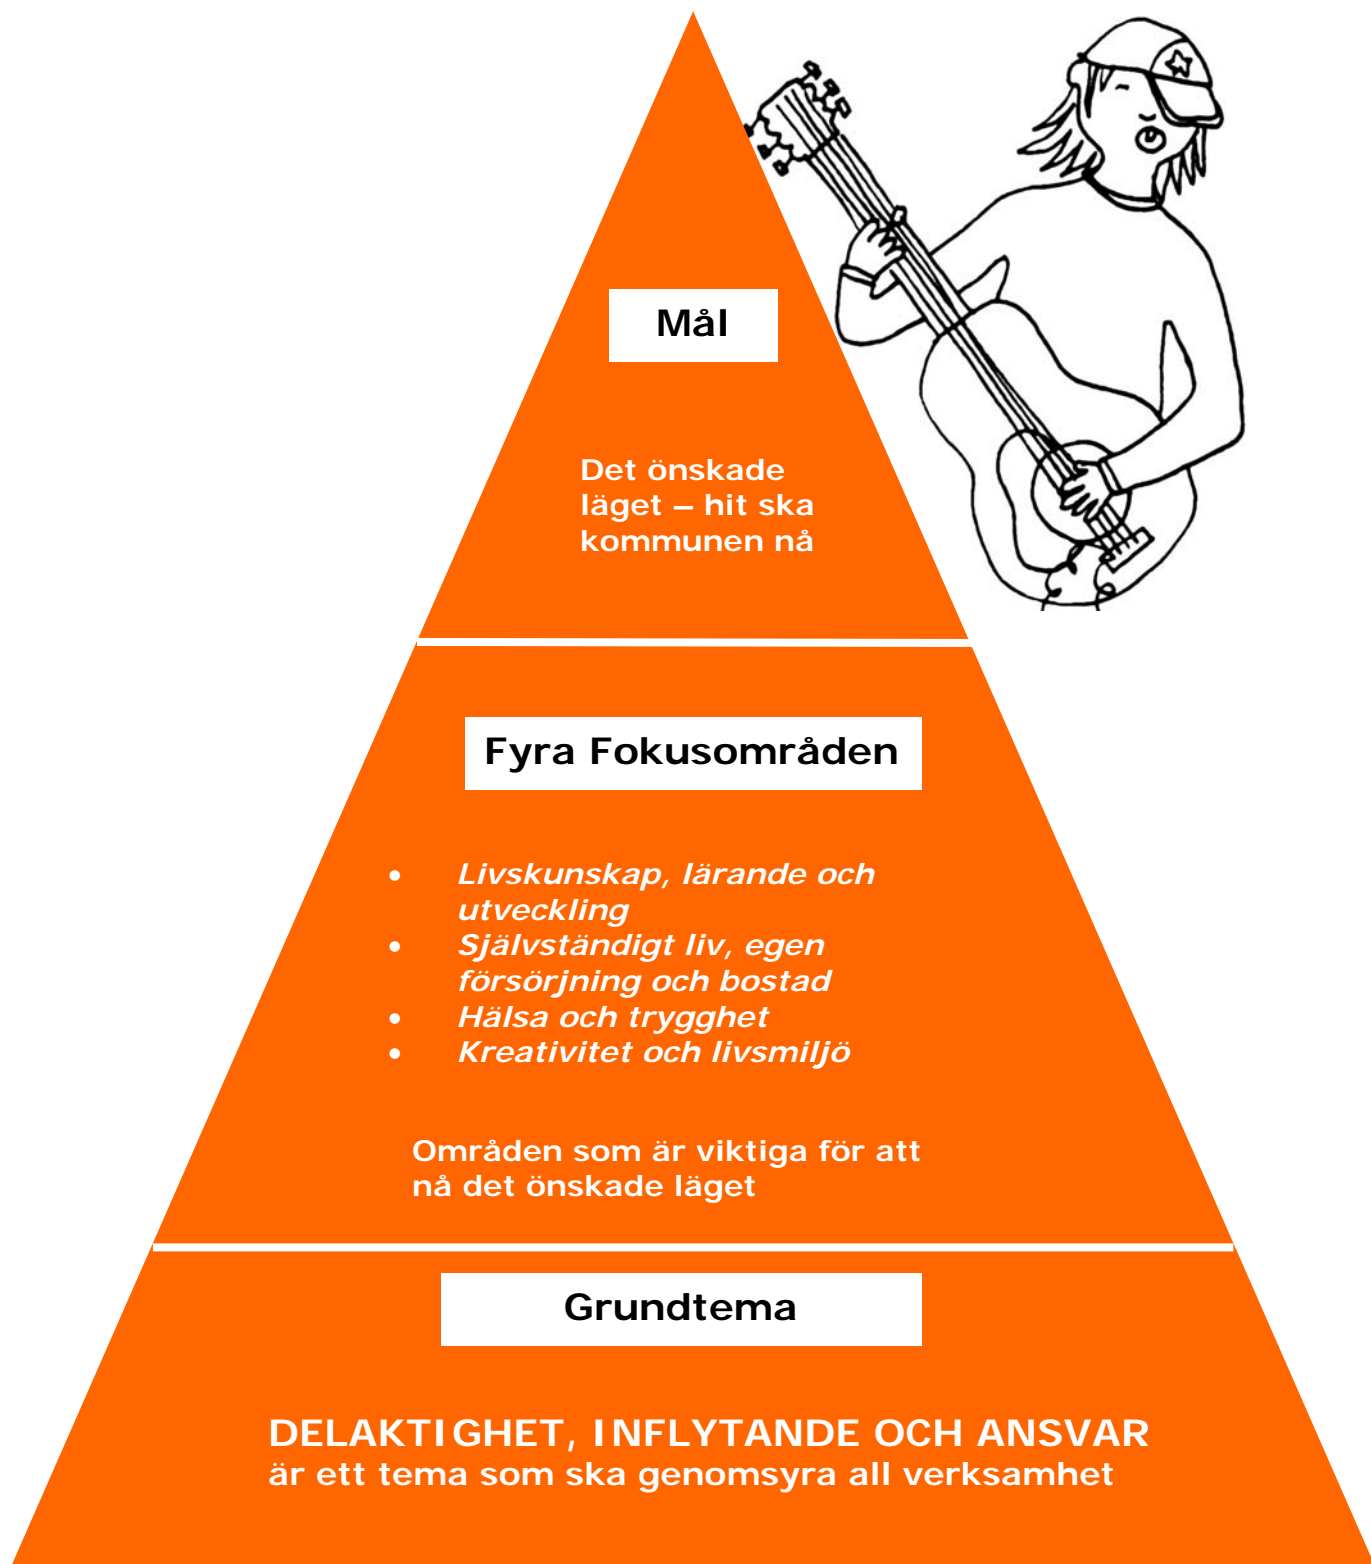 Mål
Det önskade
läget – hit ska
kommunen nå
Fyra Fokusområden
• Livskunskap, lärande och
utveckling
• Självständigt liv, egen
försörjning och bostad
• Hälsa och trygghet
• Kreativitet och livsmiljö
Områden som är viktiga för att
nå det önskade läget
Grundtema
DELAKTIGHET, INFLYTANDE OCH ANSVAR
är ett tema som ska genomsyra all verksamhet